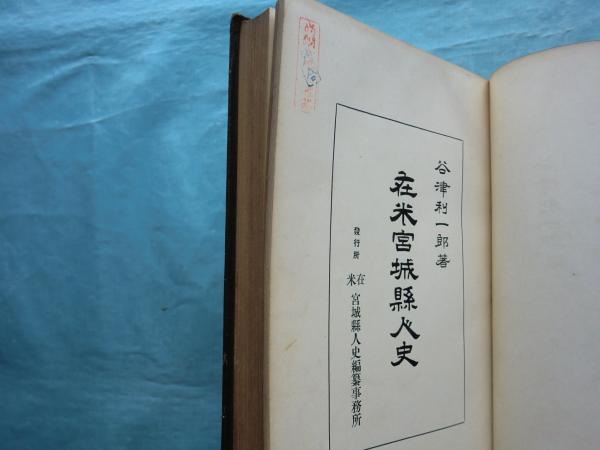 谷津利一郎著
在米宮城縣人史
發行所
在米
宮城縣人史編纂事務所